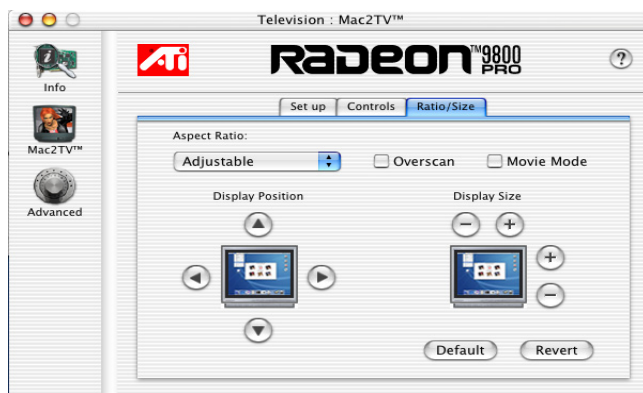 Television : Mac2TV™
Info
Mac2TV™
Advanced
ATi RADEON™ 9800 PRO
?
Set up Controls Ratio/Size
Aspect Ratio:
Adjustable Overscan Movie Mode
Display Position Display Size
Default Revert